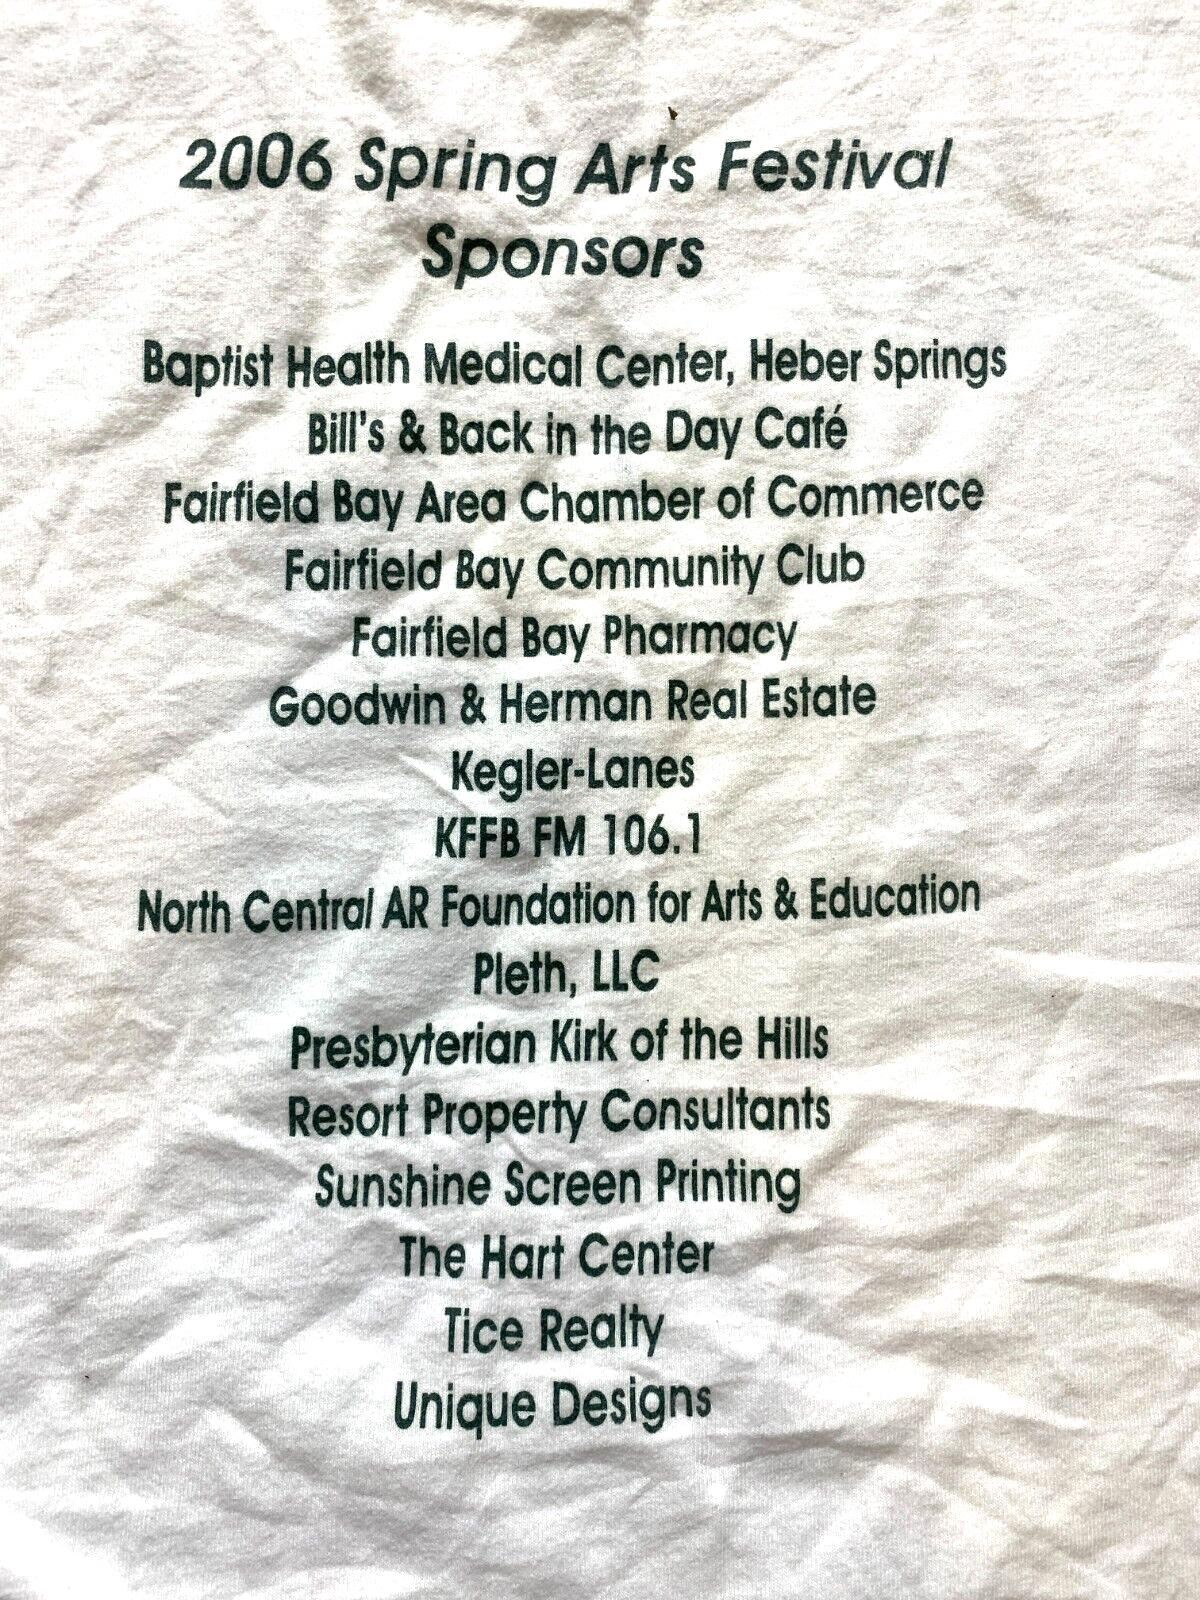 2006 Spring Arts Festival
Sponsors
Baptist Health Medical Center, Heber Springs
Bill's & Back in the Day Café
Fairfield Bay Area Chamber of Commerce
Fairfield Bay Community Club
Fairfield Bay Pharmacy
Goodwin & Herman Real Estate
Kegler-Lanes
KFFB FM 106.1
North Central AR Foundation for Arts & Education
Pleth, LLC
Presbyterian Kirk of the Hills
Resort Property Consultants
Sunshine Screen Printing
The Hart Center
Tice Realty
Unique Designs